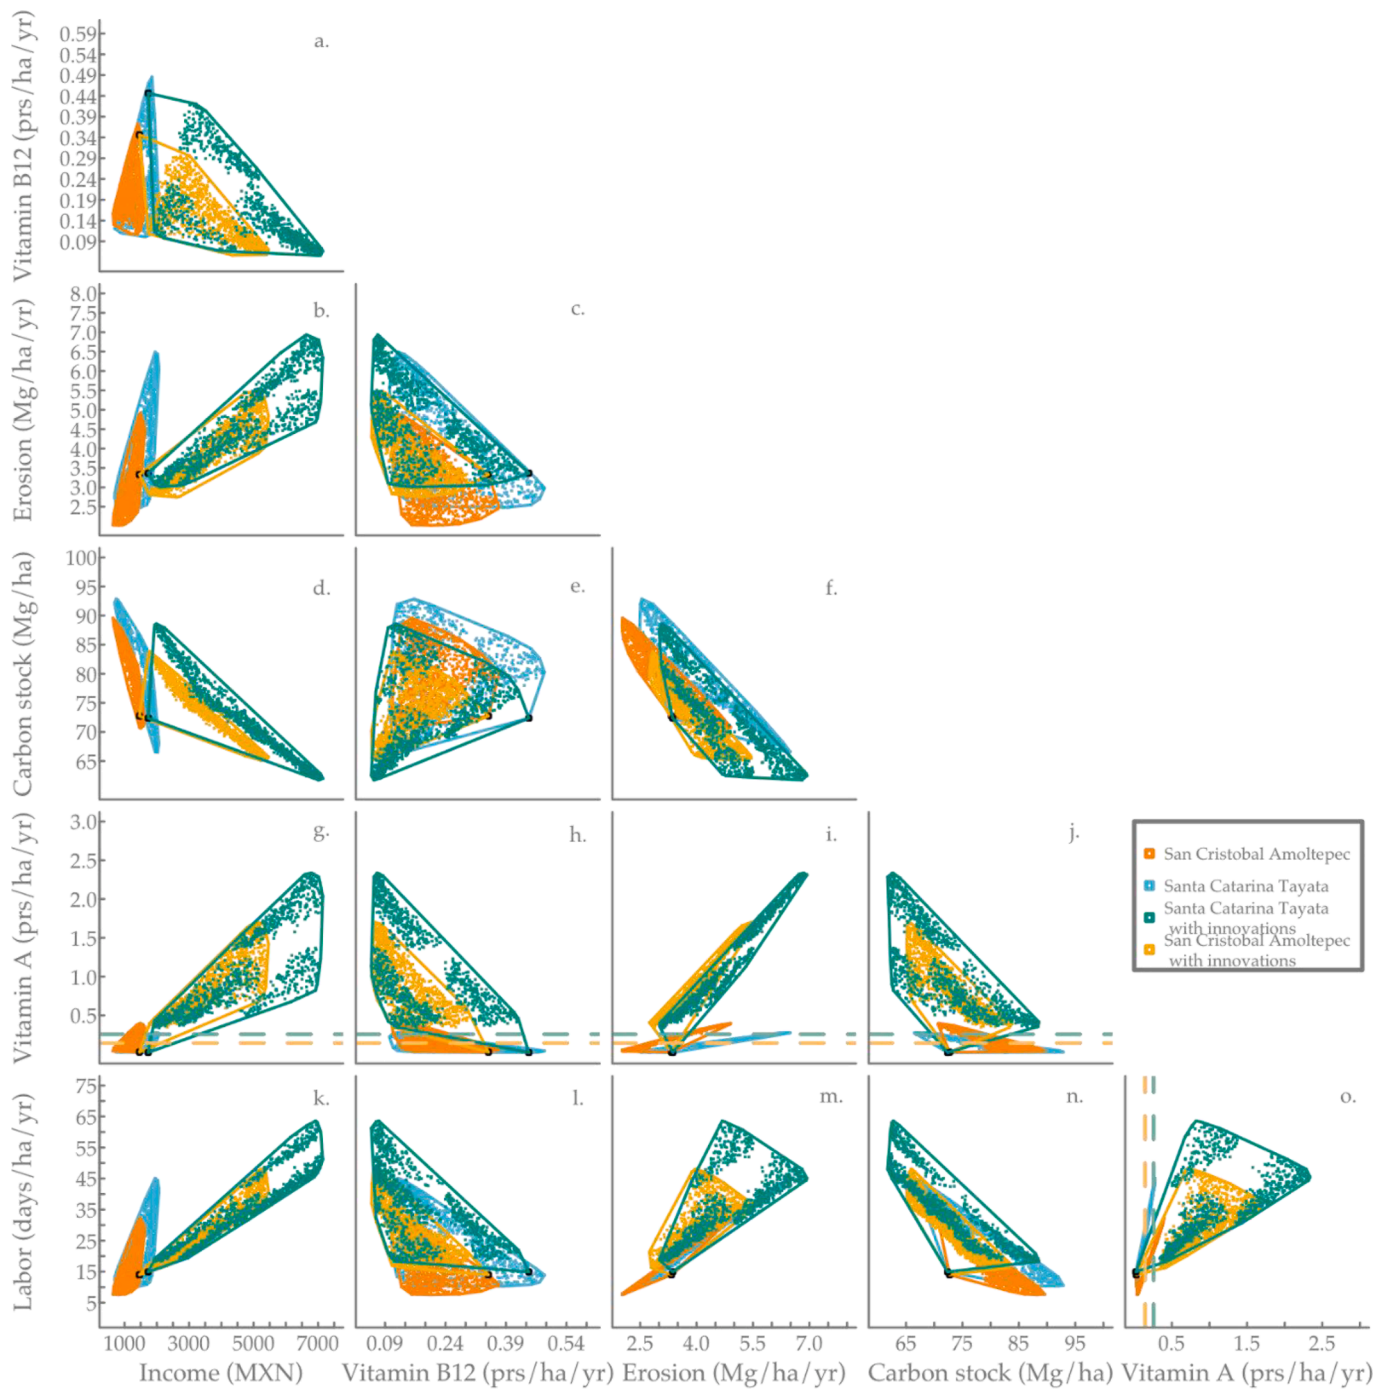 Vitamin B12 (prs/ha/yr)
0.59
0.54
0.49
0.44
0.39
0.34
0.29
0.24
0.19
0.14
0.09
a.
Erosion (Mg/ha/yr)
8.0
7.5
7.0
6.5
6.0
5.5
5.0
4.5
4.0
3.5
3.0
2.5
b.
c.
Carbon stock (Mg/ha)
100
95
90
85
80
75
70
65
d.
e.
f.
Vitamin A (prs/ha/yr)
3.0
2.5
2.0
1.5
1.0
0.5
g.
h.
i.
j.
San Cristobal Amoltepec
Santa Catarina Tayata
Santa Catarina Tayata
with innovations
San Cristobal Amoltepec
with innovations
Labor (days/ha/yr)
75
65
55
45
35
25
15
5
k.
l.
m.
n.
o.
1000 3000 5000 7000 0.09 0.24 0.39 0.54 2.5 5.5 7.0 65 75 85 95 0.5 1.5 2.5
Income (MXN) Vitamin B12 (prs/ha/yr) Erosion (Mg/ha/yr) Carbon stock (Mg/ha) Vitamin A (prs/ha/yr)